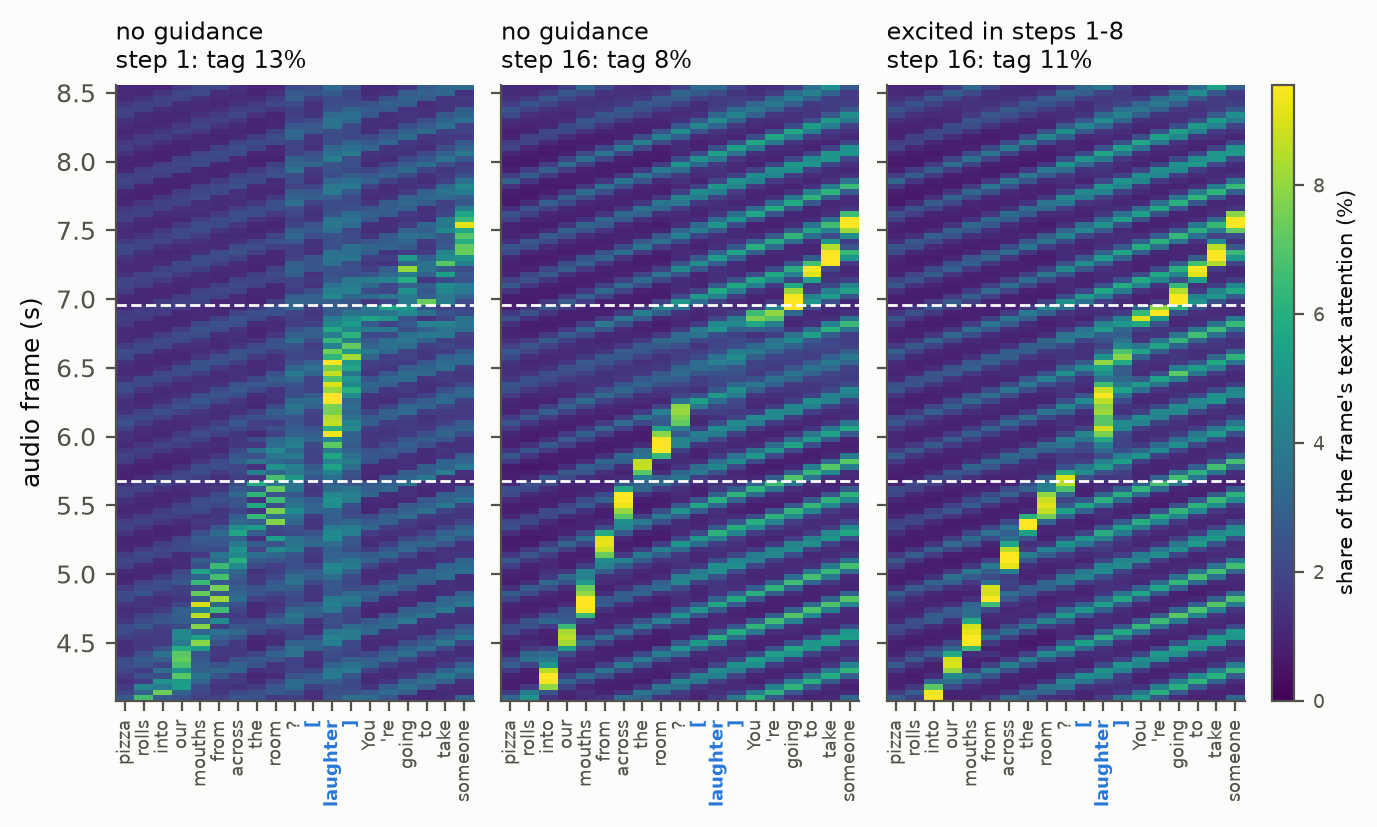 no guidance
step 1: tag 13%
no guidance
step 16: tag 8%
excited in steps 1-8
step 16: tag 11%
audio frame (s)
8.5
8.0
7.5
7.0
6.5
6.0
5.5
5.0
4.5
pizza
rolls
into
our
mouths
from
across
the
room
?
[
laughter
]
You
're
going
to
take
someone
pizza
rolls
into
our
mouths
from
across
the
room
?
[
laughter
]
You
're
going
to
take
someone
pizza
rolls
into
our
mouths
from
across
the
room
?
[
laughter
]
You
're
going
to
take
someone
8
6
4
2
0
share of the frame's text attention (%)